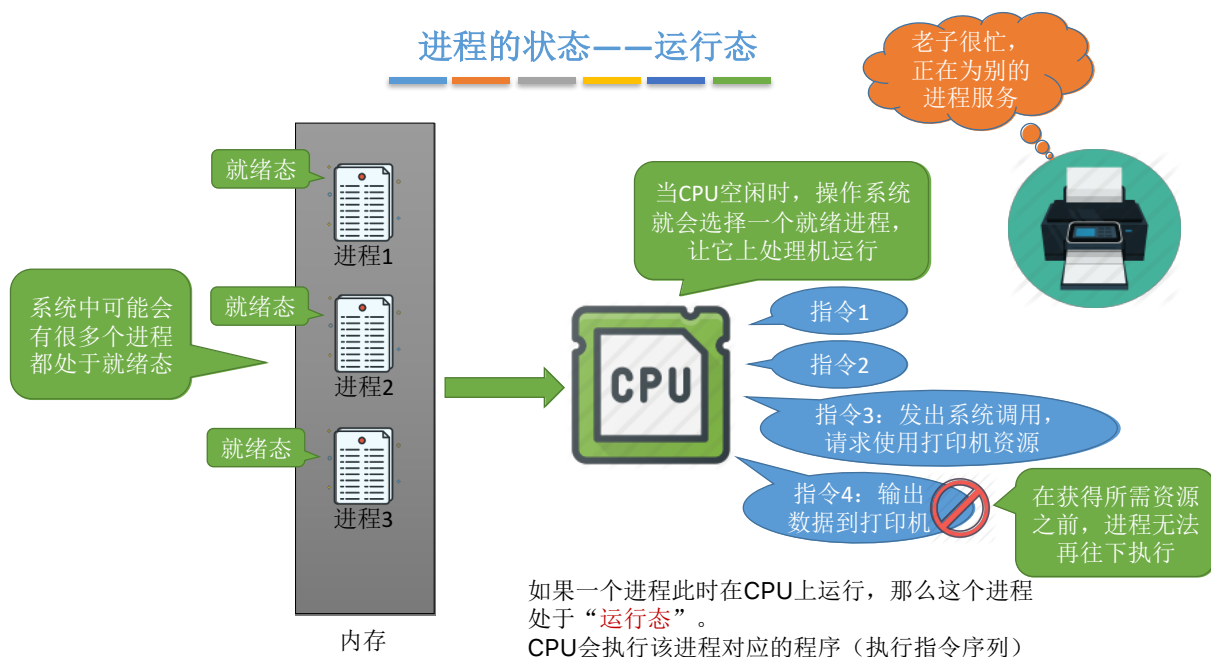 进程的状态——运行态
老子很忙，
正在为别的
进程服务
就绪态
进程1
就绪态
进程2
就绪态
进程3
系统中可能会
有很多个进程
都处于就绪态
内存
当CPU空闲时，操作系统
就会选择一个就绪进程，
让它上处理机运行
CPU
指令1
指令2
指令3：发出系统调用，
请求使用打印机资源
指令4：输出
数据到打印机
在获得所需资源
之前，进程无法
再往下执行
如果一个进程此时在CPU上运行，那么这个进程
处于“运行态”。
CPU会执行该进程对应的程序（执行指令序列）